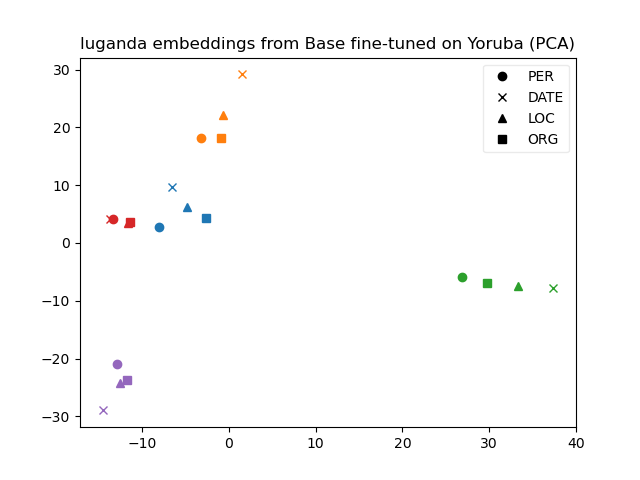 luganda embeddings from Base fine-tuned on Yoruba (PCA)
30
20
10
0
−10
−20
−30
−10
0
10
20
30
40
PER
DATE
LOC
ORG